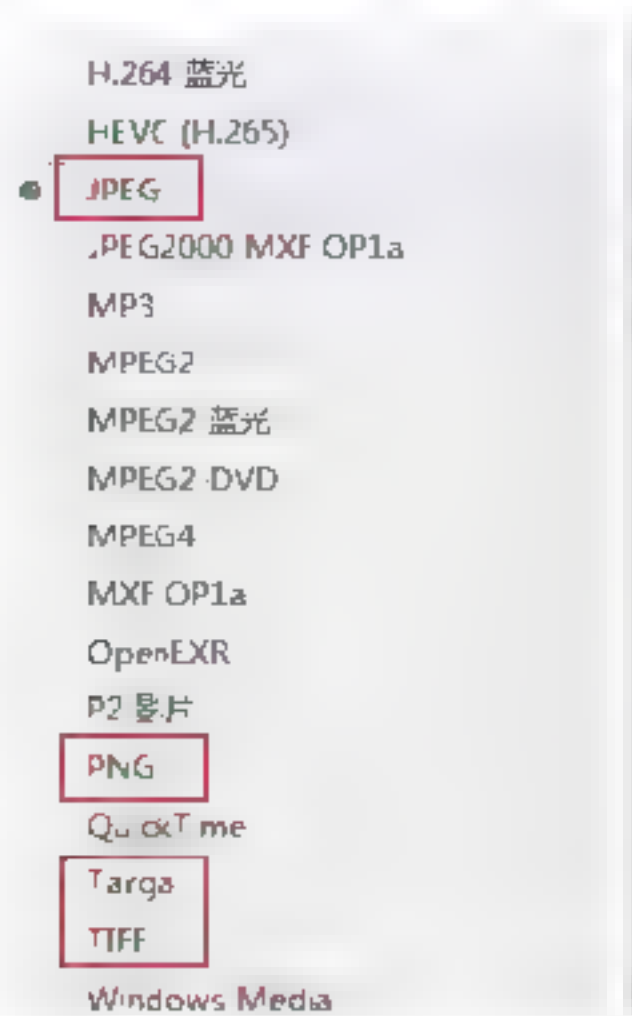 H.264 蓝光
HEVC (H.265)
JPEG
JPEG2000 MXF OP1a
MP3
MPEG2
MPEG2 蓝光
MPEG2-DVD
MPEG4
MXF OP1a
OpenEXR
P2 影片
PNG
QuickTime
Targa
TIFF
Windows Media